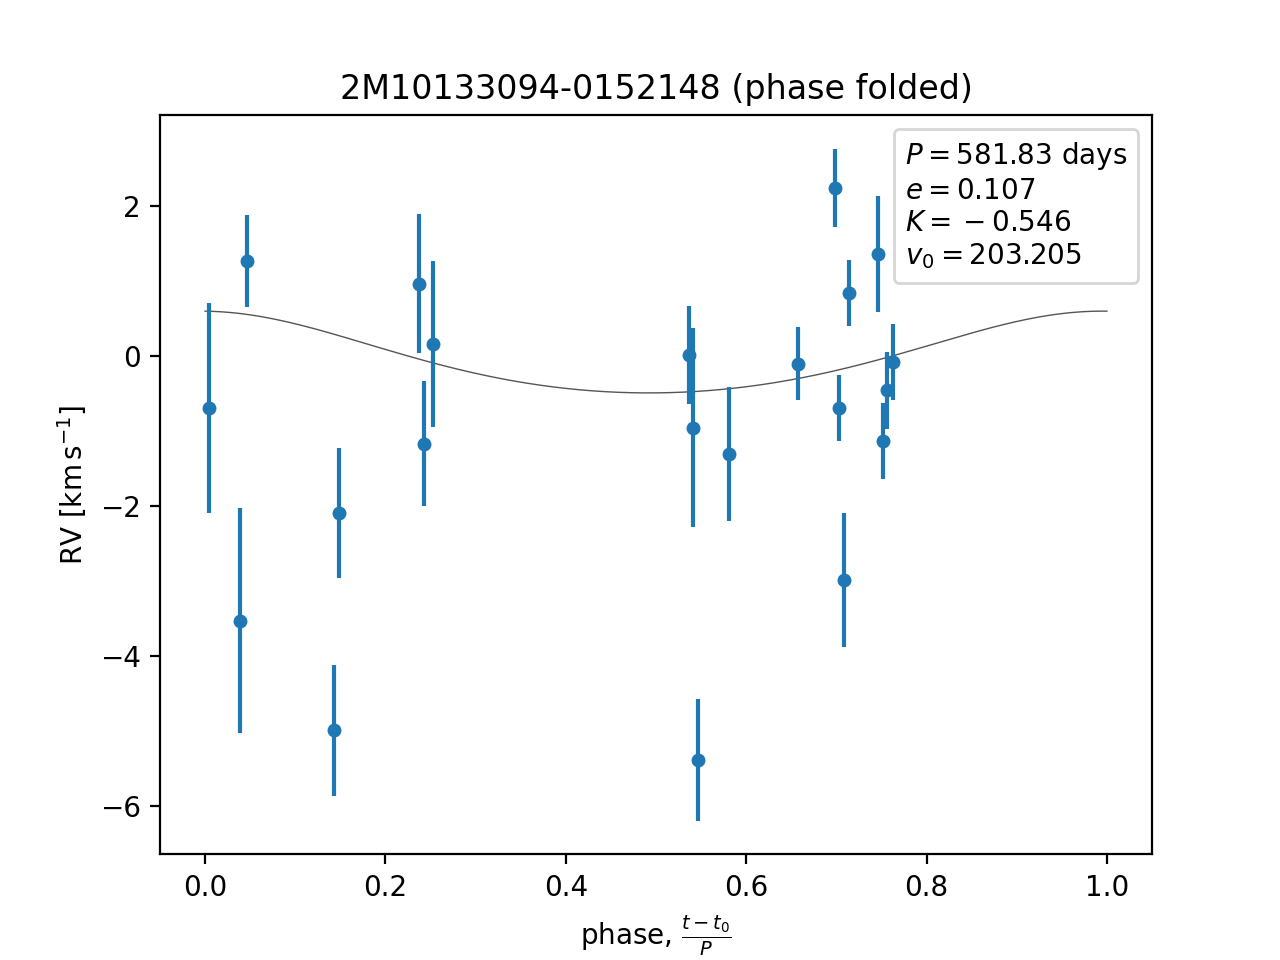 2M10133094-0152148 (phase folded)
P = 581.83 days
e = 0.107
K = −0.546
v₀ = 203.205
RV [km s⁻¹]
2
0
−2
−4
−6
0.0 0.2 0.4 0.6 0.8 1.0
phase, (t − t₀)/P